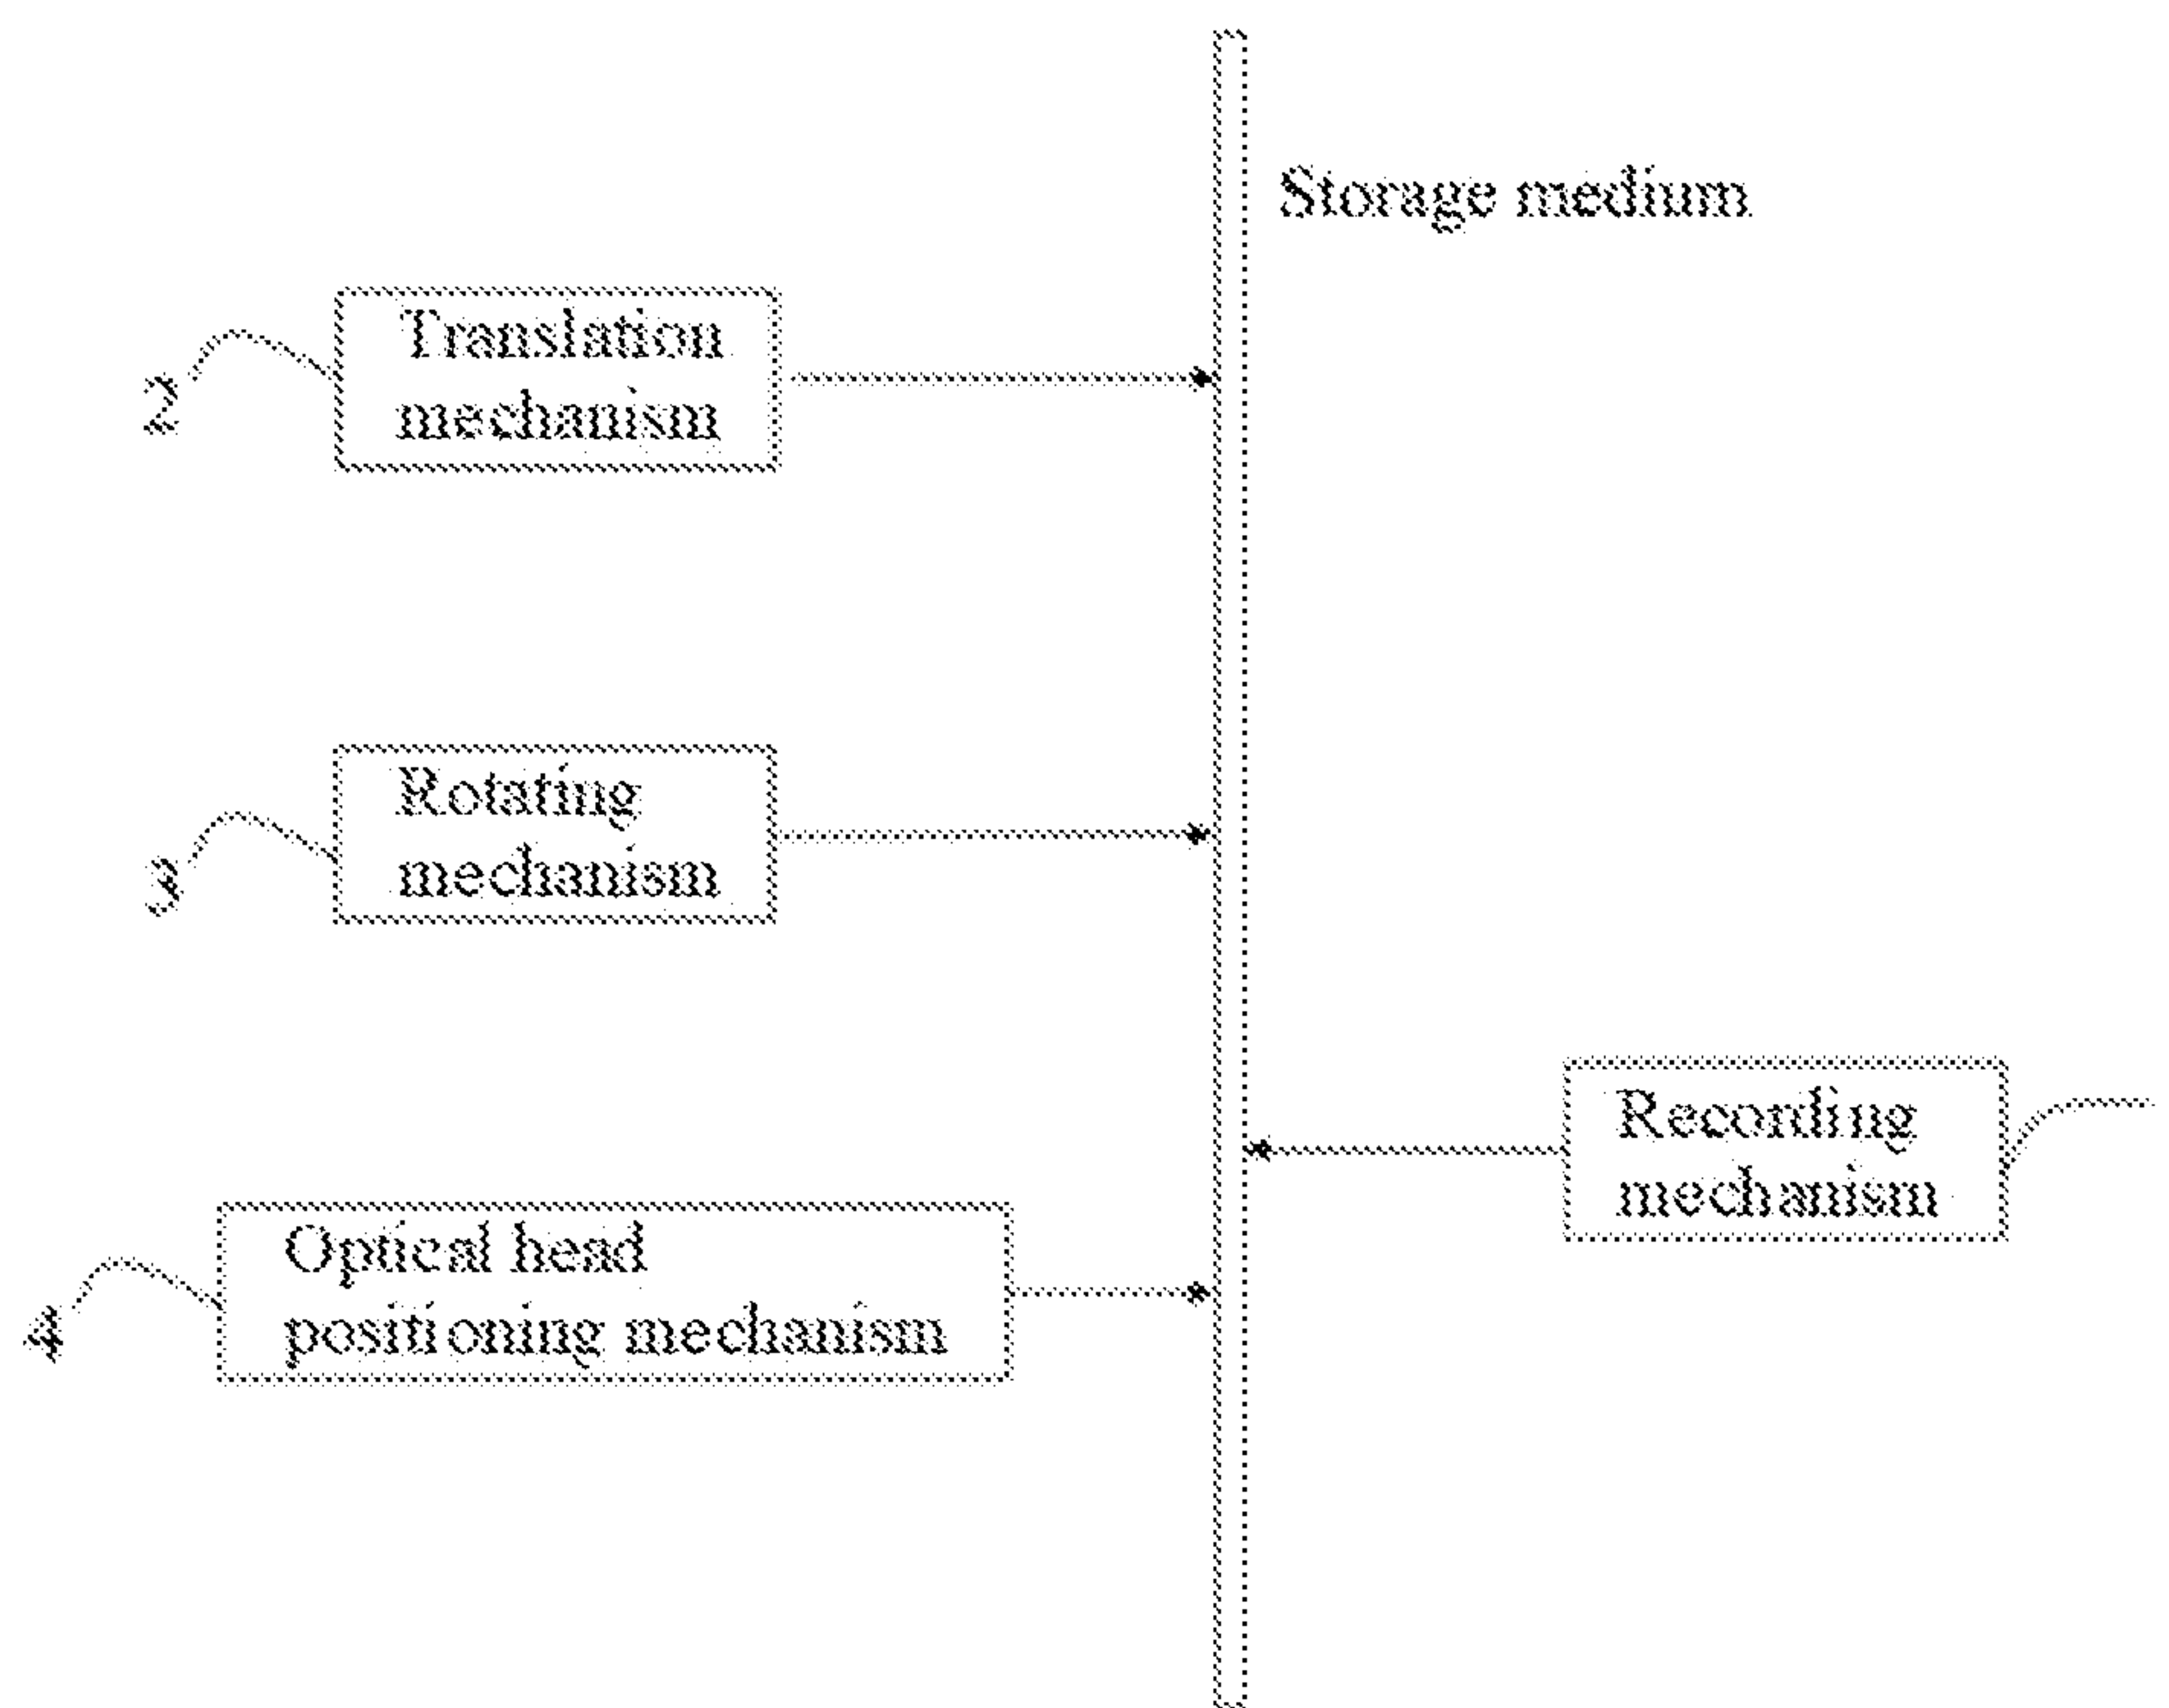 Storage medium
Translation
mechanism
2
Rotating
mechanism
3
Recording
mechanism
Optical head
positioning mechanism
4